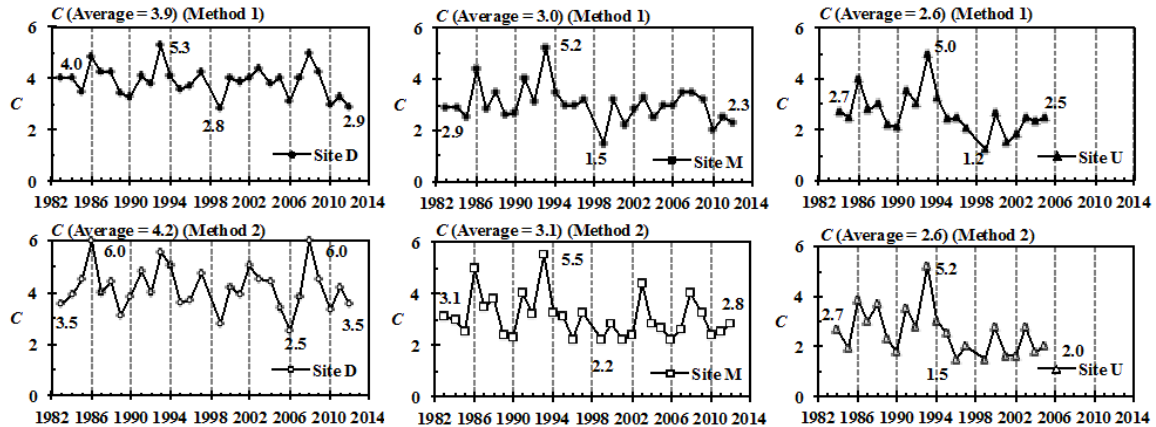 C (Average = 3.9) (Method 1)
6
4
2
0
C
4.0
5.3
2.8
2.9
Site D
1982 1986 1990 1994 1998 2002 2006 2010 2014
C (Average = 3.0) (Method 1)
6
4
2
0
C
2.9
5.2
1.5
2.3
Site M
1982 1986 1990 1994 1998 2002 2006 2010 2014
C (Average = 2.6) (Method 1)
6
4
2
0
C
2.7
5.0
1.2
2.5
Site U
1982 1986 1990 1994 1998 2002 2006 2010 2014
C (Average = 4.2) (Method 2)
6
4
2
0
C
3.5
6.0
2.5
6.0
3.5
Site D
1982 1986 1990 1994 1998 2002 2006 2010 2014
C (Average = 3.1) (Method 2)
6
4
2
0
C
3.1
5.5
2.2
2.8
Site M
1982 1986 1990 1994 1998 2002 2006 2010 2014
C (Average = 2.6) (Method 2)
6
4
2
0
C
2.7
5.2
1.5
2.0
Site U
1982 1986 1990 1994 1998 2002 2006 2010 2014